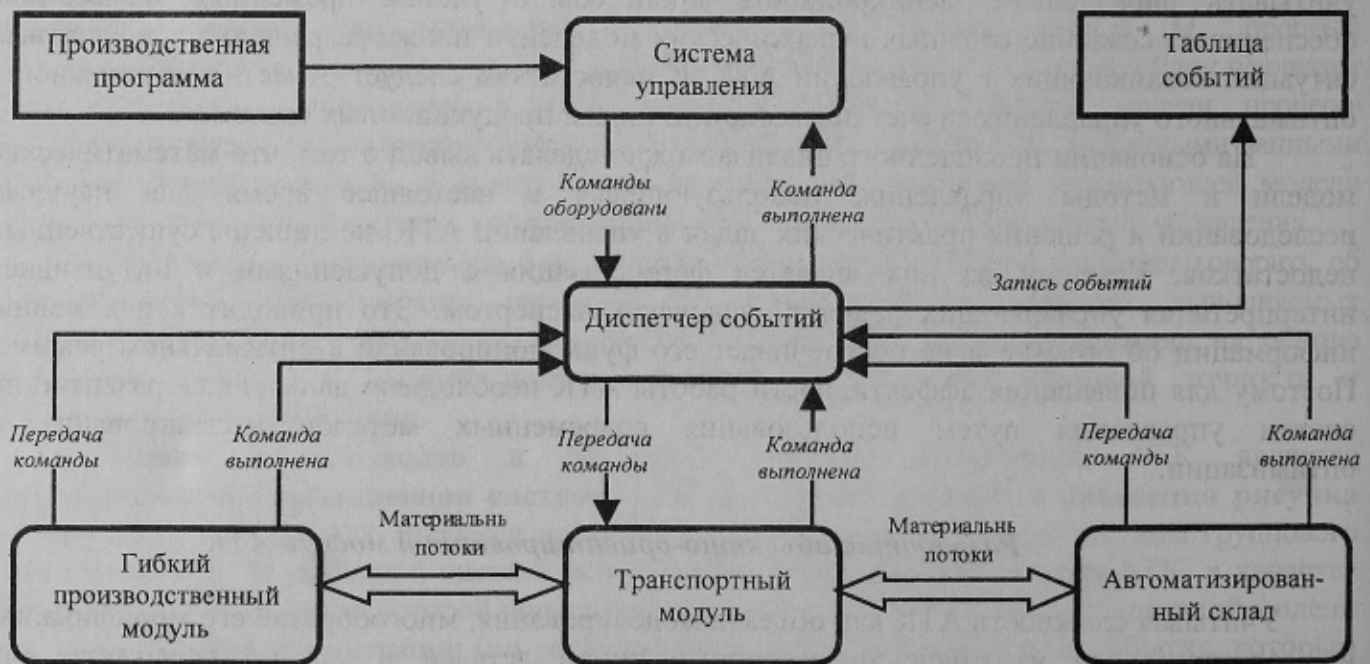 Производственная
программа
Система
управления
Таблица
событий
Команды
оборудовани
Команда
выполнена
Запись событий
Диспетчер событий
Передача
команды
Команда
выполнена
Передача
команды
Команда
выполнена
Передача
команды
Команда
выполнена
Материальнь
потоки
Материальнь
потоки
Гибкий
производственный
модуль
Транспортный
модуль
Автоматизирован-
ный склад